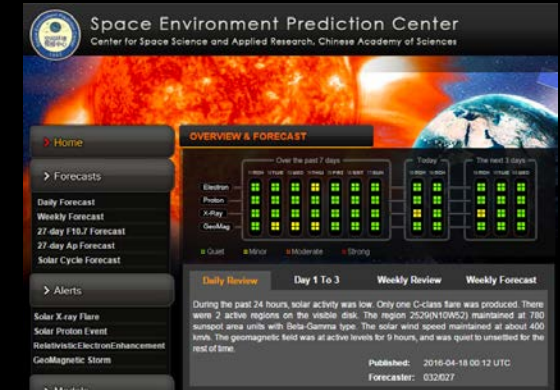 Space Environment Prediction Center
Center for Space Science and Applied Research, Chinese Academy of Sciences
Home
OVERVIEW & FORECAST
Forecasts
Over the past 7 days
Today
The next 3 days
Electron
Proton
X-Ray
GeoMag
Quiet
Minor
Moderate
Strong
Daily Forecast
Weekly Forecast
27-day F10.7 Forecast
27-day Ap Forecast
Solar Cycle Forecast
Alerts
Solar X-ray Flare
Solar Proton Event
RelativisticElectronEnhancement
GeoMagnetic Storm
Daily Review
Day 1 To 3
Weekly Review
Weekly Forecast
During the past 24 hours, solar activity was low. Only one C-class flare was produced. There
were 2 active regions on the visible disk. The region 2529(N10W52) maintained at 780
sunspot area units with Beta-Gamma type. The solar wind speed maintained at about 400
km/s. The geomagnetic field was at active levels for 9 hours, and was quiet to unsettled for the
rest of time.
Published: 2016-04-18 00:12 UTC
Forecaster: 032/027